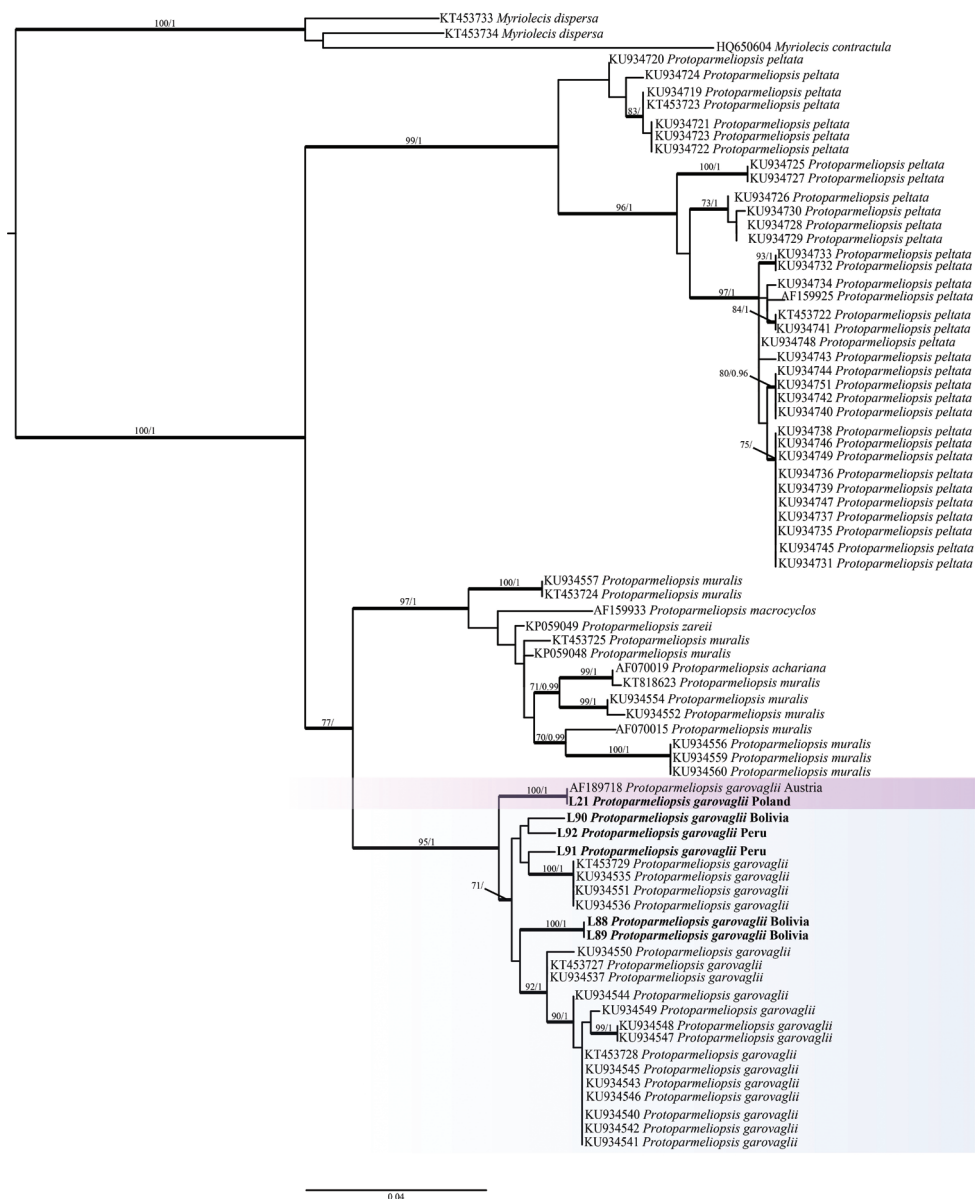 100/1
KT453733 Myriolecis dispersa
KT453734 Myriolecis dispersa
HQ650604 Myriolecis contractula
KU934720 Protoparmeliopsis peltata
KU934724 Protoparmeliopsis peltata
KU934719 Protoparmeliopsis peltata
KT453723 Protoparmeliopsis peltata
83/
KU934721 Protoparmeliopsis peltata
KU934723 Protoparmeliopsis peltata
KU934722 Protoparmeliopsis peltata
99/1
100/1
KU934725 Protoparmeliopsis peltata
KU934727 Protoparmeliopsis peltata
96/1
73/1
KU934726 Protoparmeliopsis peltata
KU934730 Protoparmeliopsis peltata
KU934728 Protoparmeliopsis peltata
KU934729 Protoparmeliopsis peltata
93/1
KU934733 Protoparmeliopsis peltata
KU934732 Protoparmeliopsis peltata
97/1
KU934734 Protoparmeliopsis peltata
AF159925 Protoparmeliopsis peltata
84/1
KT453722 Protoparmeliopsis peltata
KU934741 Protoparmeliopsis peltata
KU934748 Protoparmeliopsis peltata
KU934743 Protoparmeliopsis peltata
80/0.96
KU934744 Protoparmeliopsis peltata
KU934751 Protoparmeliopsis peltata
KU934742 Protoparmeliopsis peltata
KU934740 Protoparmeliopsis peltata
100/1
75/
KU934738 Protoparmeliopsis peltata
KU934746 Protoparmeliopsis peltata
KU934749 Protoparmeliopsis peltata
KU934736 Protoparmeliopsis peltata
KU934739 Protoparmeliopsis peltata
KU934747 Protoparmeliopsis peltata
KU934737 Protoparmeliopsis peltata
KU934735 Protoparmeliopsis peltata
KU934745 Protoparmeliopsis peltata
KU934731 Protoparmeliopsis peltata
100/1
KU934557 Protoparmeliopsis muralis
KT453724 Protoparmeliopsis muralis
97/1
AF159933 Protoparmeliopsis macrocyclos
KP059049 Protoparmeliopsis zareii
KT453725 Protoparmeliopsis muralis
KP059048 Protoparmeliopsis muralis
99/1
AF070019 Protoparmeliopsis achariana
KT818623 Protoparmeliopsis muralis
71/0.99
99/1
KU934554 Protoparmeliopsis muralis
KU934552 Protoparmeliopsis muralis
77/
70/0.99
AF070015 Protoparmeliopsis muralis
100/1
KU934556 Protoparmeliopsis muralis
KU934559 Protoparmeliopsis muralis
KU934560 Protoparmeliopsis muralis
100/1
AF189718 Protoparmeliopsis garovaglii Austria
L21 Protoparmeliopsis garovaglii Poland
L90 Protoparmeliopsis garovaglii Bolivia
L92 Protoparmeliopsis garovaglii Peru
95/1
L91 Protoparmeliopsis garovaglii Peru
100/1
KT453729 Protoparmeliopsis garovaglii
KU934535 Protoparmeliopsis garovaglii
71/
KU934551 Protoparmeliopsis garovaglii
KU934536 Protoparmeliopsis garovaglii
100/1
L88 Protoparmeliopsis garovaglii Bolivia
L89 Protoparmeliopsis garovaglii Bolivia
KU934550 Protoparmeliopsis garovaglii
KT453727 Protoparmeliopsis garovaglii
KU934537 Protoparmeliopsis garovaglii
92/1
KU934544 Protoparmeliopsis garovaglii
90/1
KU934549 Protoparmeliopsis garovaglii
99/1
KU934548 Protoparmeliopsis garovaglii
KU934547 Protoparmeliopsis garovaglii
KT453728 Protoparmeliopsis garovaglii
KU934545 Protoparmeliopsis garovaglii
KU934543 Protoparmeliopsis garovaglii
KU934546 Protoparmeliopsis garovaglii
KU934540 Protoparmeliopsis garovaglii
KU934542 Protoparmeliopsis garovaglii
KU934541 Protoparmeliopsis garovaglii
0.04